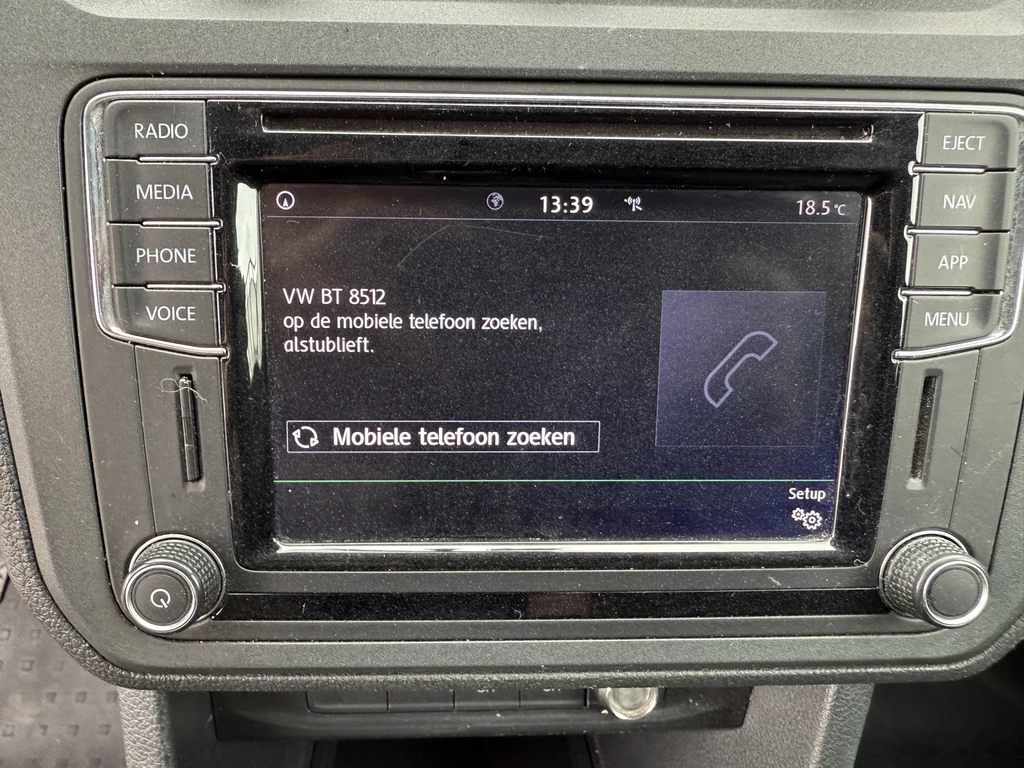 RADIO
MEDIA
PHONE
VOICE
EJECT
NAV
APP
MENU
13:39
18.5°C
VW BT 8512
op de mobiele telefoon zoeken,
alstublieft.
Mobiele telefoon zoeken
Setup